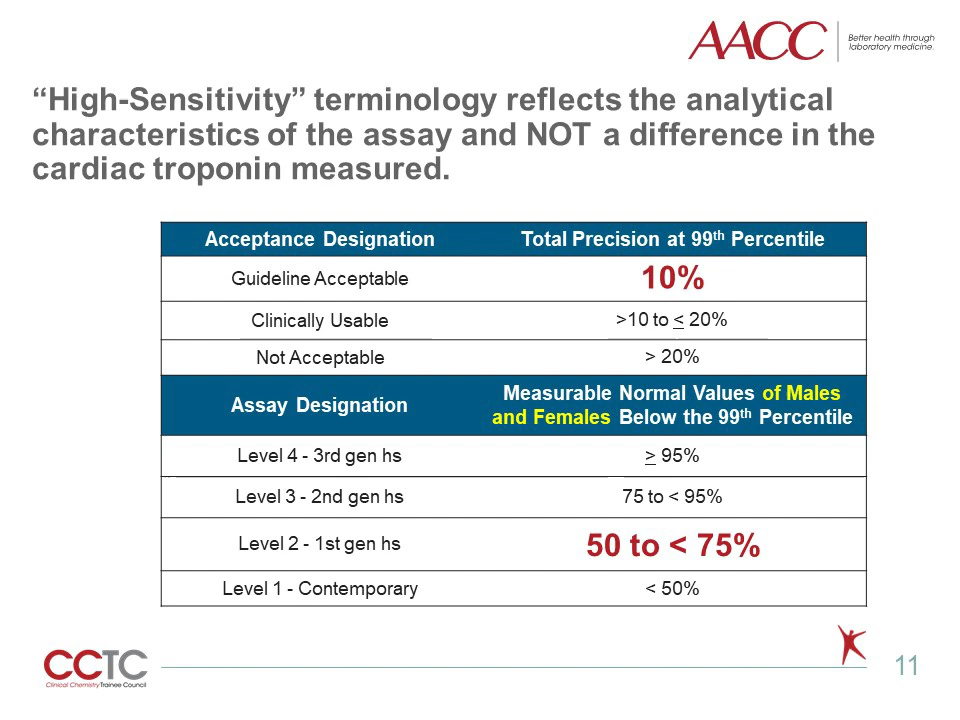 AACC
Better health through
laboratory medicine.
“High-Sensitivity” terminology reflects the analytical
characteristics of the assay and NOT a difference in the
cardiac troponin measured.
Acceptance Designation Total Precision at 99th Percentile
Guideline Acceptable 10%
Clinically Usable >10 to < 20%
Not Acceptable > 20%
Assay Designation Measurable Normal Values of Males
and Females Below the 99th Percentile
Level 4 - 3rd gen hs > 95%
Level 3 - 2nd gen hs 75 to < 95%
Level 2 - 1st gen hs 50 to < 75%
Level 1 - Contemporary < 50%
CCTC
Clinical Chemistry Trainee Council
11